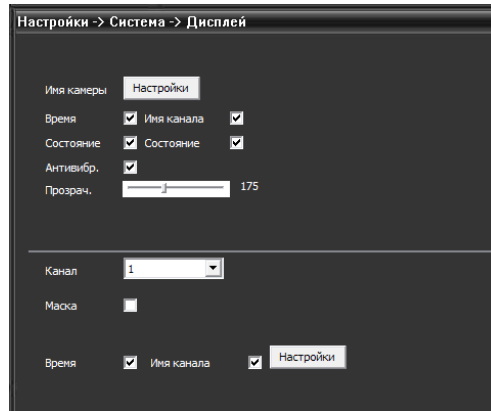 Настройки -> Система -> Дисплей
Имя камеры Настройки
Время Имя канала
Состояние Состояние
Антивибр.
Прозрач. 175
Канал 1
Маска
Время Имя канала Настройки